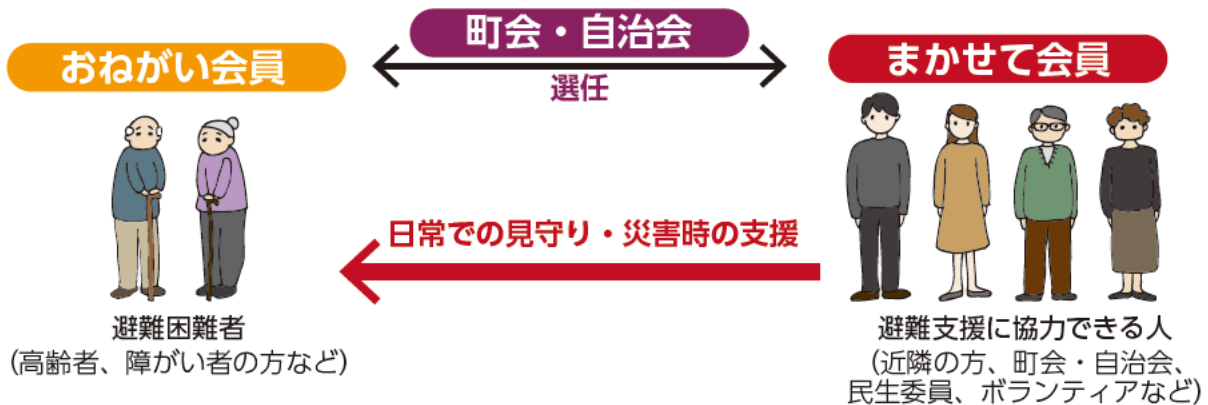 町会・自治会
おねがい会員
選任
まかせて会員
日常での見守り・災害時の支援
避難困難者
(高齢者、障がい者の方など)
避難支援に協力できる人
(近隣の方、町会・自治会、
民生委員、ボランティアなど)